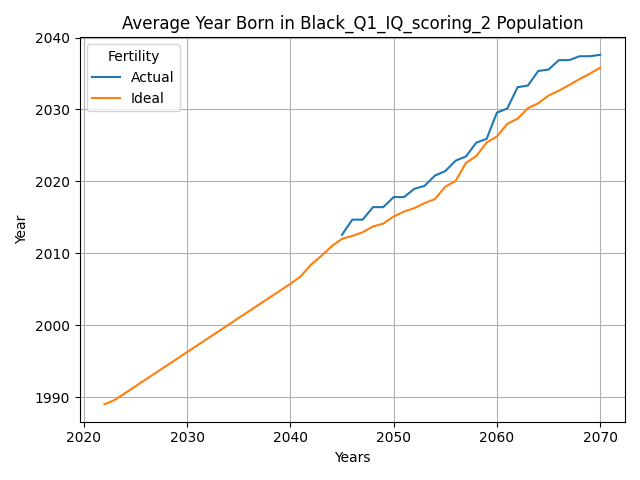 Average Year Born in Black_Q1_IQ_scoring_2 Population
Fertility
Actual
Ideal
2040
2030
2020
2010
2000
1990
Year
2020 2030 2040 2050 2060 2070
Years